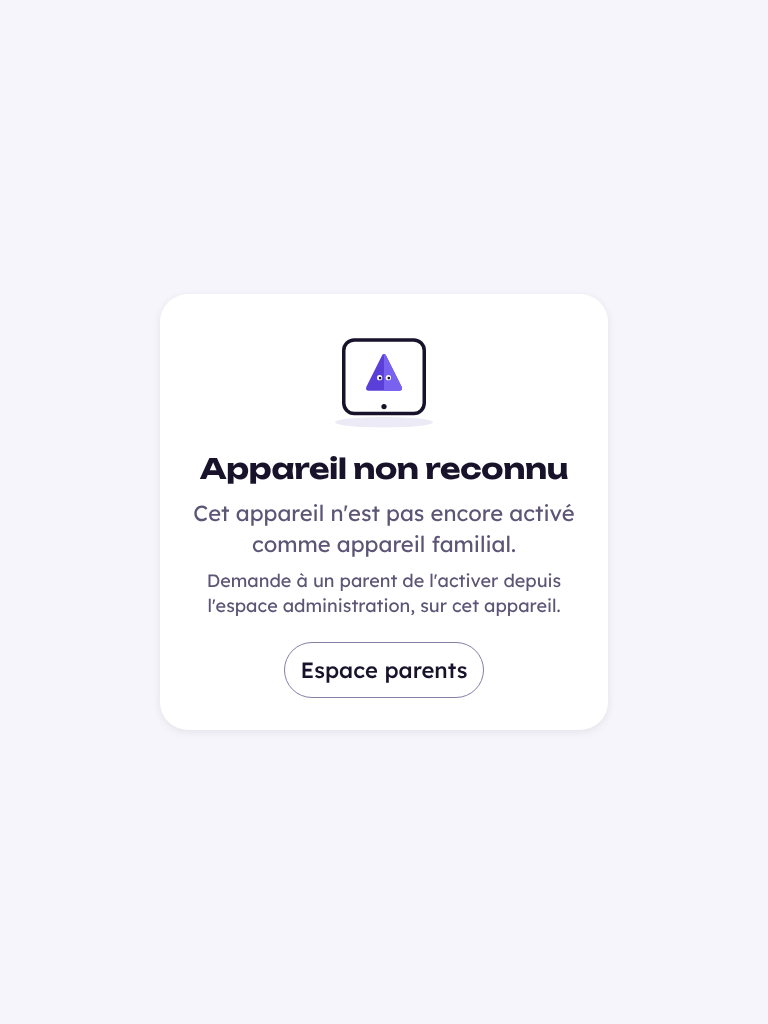 Appareil non reconnu
Cet appareil n'est pas encore activé
comme appareil familial.
Demande à un parent de l'activer depuis
l'espace administration, sur cet appareil.
Espace parents